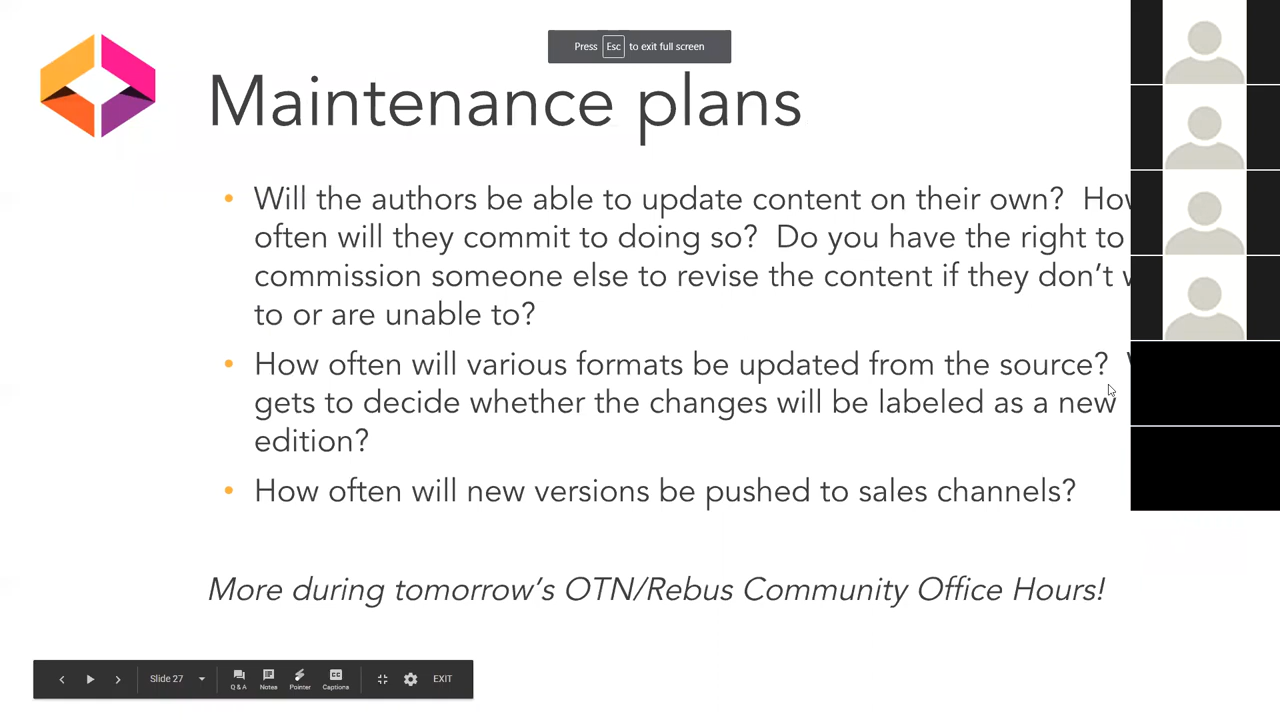 Press Esc to exit full screen
Maintenance plans
• Will the authors be able to update content on their own?
often will they commit to doing so? Do you have the right to
commission someone else to revise the content if they don't
to or are unable to?
• How often will various formats be updated from the source?
gets to decide whether the changes will be labeled as a new
edition?
• How often will new versions be pushed to sales channels?
More during tomorrow's OTN/Rebus Community Office Hours!
Slide 27
Q & A
Notes
Pointer
CC
Captions
EXIT